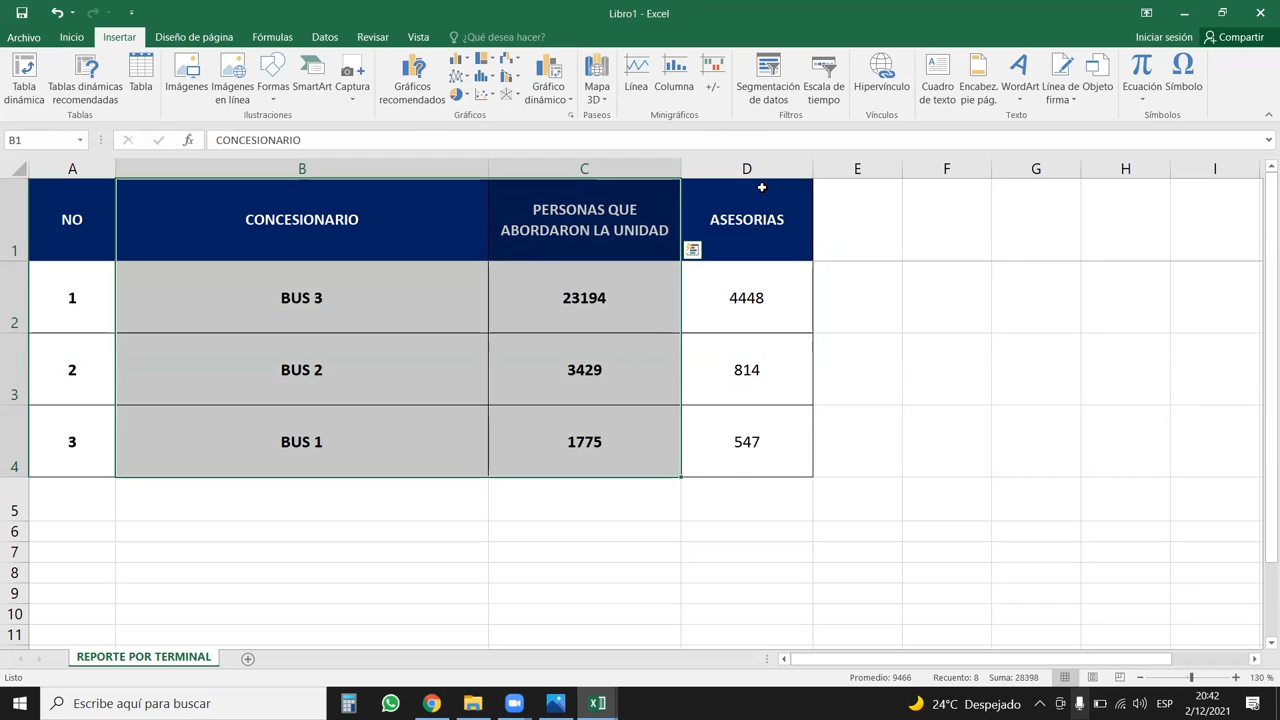 Libro1 - Excel
Archivo Inicio Insertar Diseño de página Fórmulas Datos Revisar Vista ¿Qué desea hacer? Iniciar sesión Compartir
Tabla dinámica
Tablas dinámicas recomendadas
Tabla
Imágenes
Imágenes en línea
Formas
SmartArt
Captura
Gráficos recomendados
Gráfico dinámico
Mapa 3D
Línea
Columna
+/-
Segmentación de datos
Escala de tiempo
Hipervínculo
Cuadro de texto
Encabez. pie pág.
WordArt
Línea de firma
Objeto
Ecuación
Símbolo
Tablas Ilustraciones Gráficos Paseos Minigráficos Filtros Vínculos Texto Símbolos
B1 fx CONCESIONARIO
A B C D E F G H I
1 NO CONCESIONARIO PERSONAS QUE ABORDARON LA UNIDAD ASESORIAS
2 1 BUS 3 23194 4448
3 2 BUS 2 3429 814
4 3 BUS 1 1775 547
5
6
7
8
9
10
11
REPORTE POR TERMINAL
Listo Promedio: 9466 Recuento: 8 Suma: 28398 130 %
Escribe aquí para buscar 24°C Despejado ESP 20:42
2/12/2021